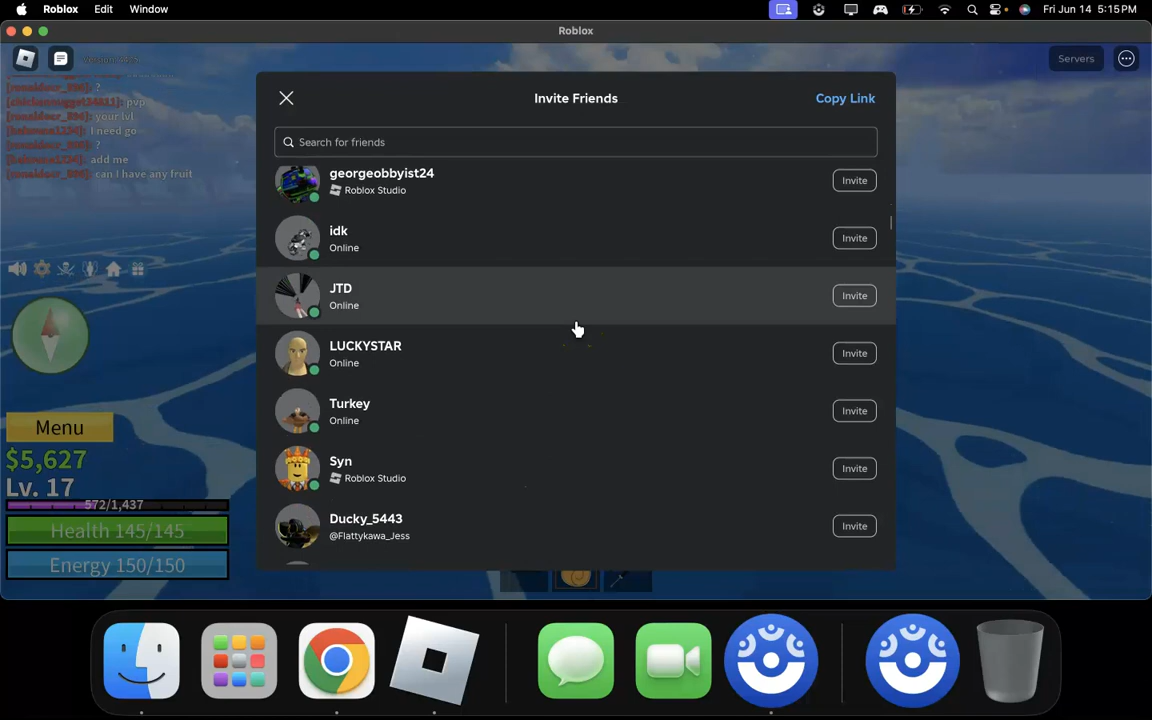 Roblox Edit Window Fri Jun 14 5:15 PM
Roblox
Servers
: ?
: pvp
: your lvl
: I need go
: ?
: add me
: can I have any fruit
Invite Friends
Copy Link
Search for friends
georgeobbyist24
Roblox Studio
Invite
idk
Online
Invite
JTD
Online
Invite
LUCKYSTAR
Online
Invite
Turkey
Online
Invite
Syn
Roblox Studio
Invite
Ducky_5443
@Flattykawa_Jess
Invite
Menu
$5,627
Lv. 17
572/1,437
Health 145/145
Energy 150/150